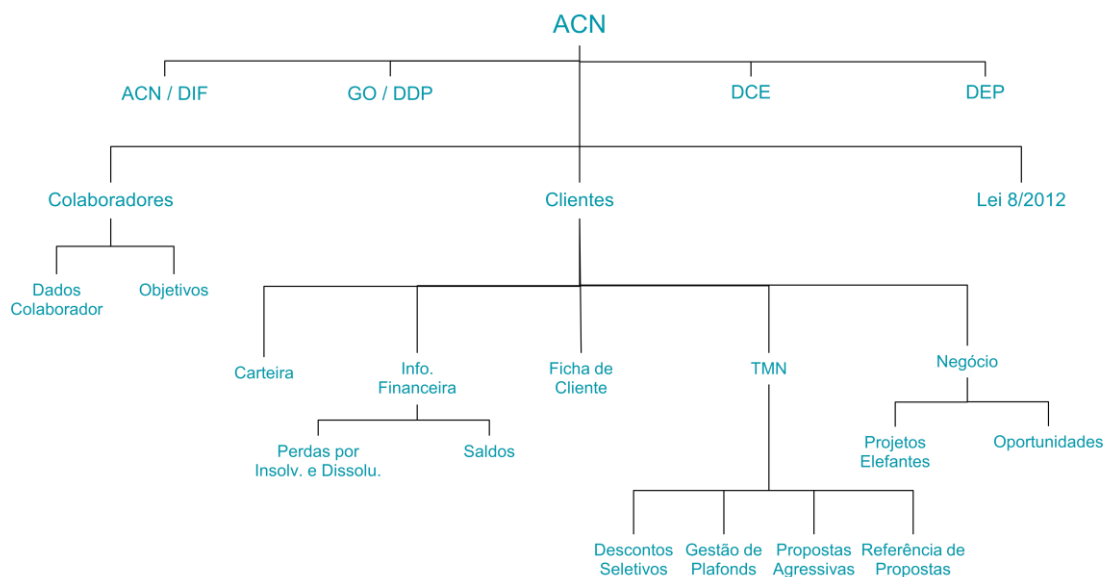 ACN
ACN / DIF
GO / DDP
DCE
DEP
Colaboradores
Clientes
Lei 8/2012
Dados
Colaborador
Objetivos
Carteira
Info.
Financeira
Ficha de
Cliente
TMN
Negócio
Perdas por
Insolv. e Dissolu.
Saldos
Projetos
Elefantes
Oportunidades
Descontos
Seletivos
Gestão de
Plafonds
Propostas
Agressivas
Referência de
Propostas